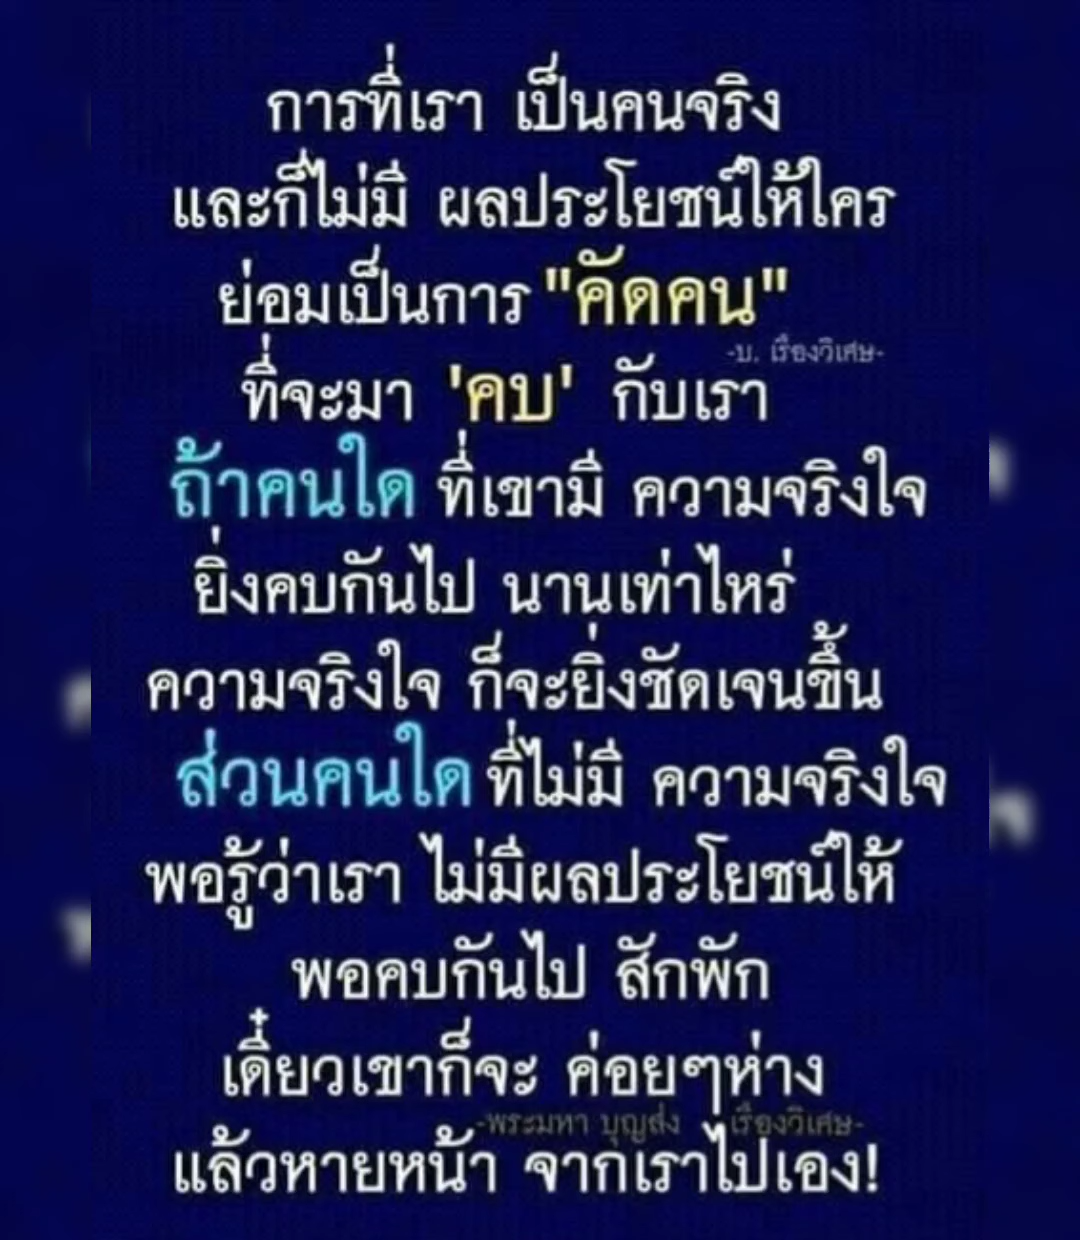 การที่เรา เป็นคนจริง
และก็ไม่มี ผลประโยชน์ให้ใคร
ย่อมเป็นการ "คัดคน"
-บ. เรืองวิเศษ-
ที่จะมา 'คบ' กับเรา
ถ้าคนใด ที่เขามี ความจริงใจ
ยิ่งคบกันไป นานเท่าไหร่
ความจริงใจ ก็จะยิ่งชัดเจนขึ้น
ส่วนคนใด ที่ไม่มี ความจริงใจ
พอรู้ว่าเรา ไม่มีผลประโยชน์ให้
พอคบกันไป สักพัก
เดี๋ยวเขาก็จะ ค่อยๆห่าง
-พระมหา บุญส่ง เรืองวิเศษ-
แล้วหายหน้า จากเราไปเอง!